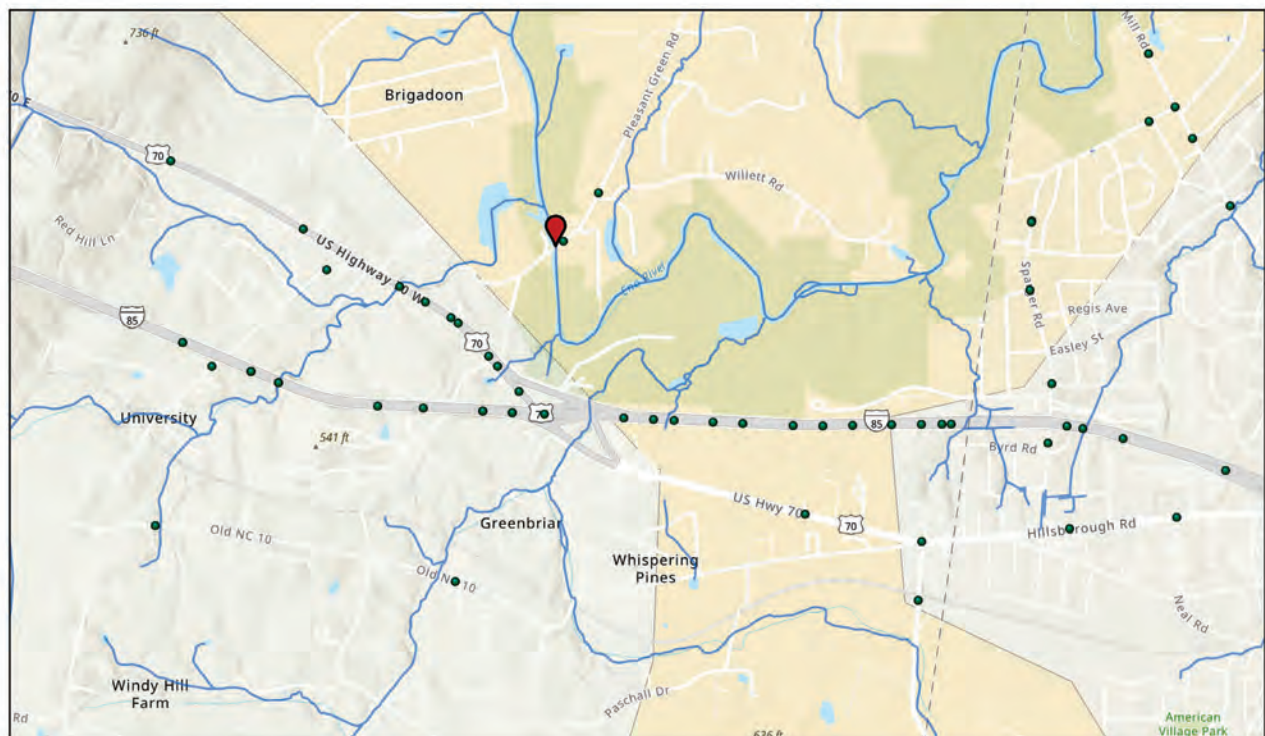 736 ft
Mill Rd
Brigadoon
Pleasant Green Rd
70
Willett Rd
Red Hill Ln
US Highway 70 W
Eno River
85
Regis Ave
Easley St
70
University
541 ft
85
Byrd Rd
US Hwy 70
70
Hillsborough Rd
Greenbriar
Old NC 10
Old NC 10
Whispering
Pines
Neal Rd
Windy Hill
Farm
Paschall Dr
Rd
American
Village Park
636 ft